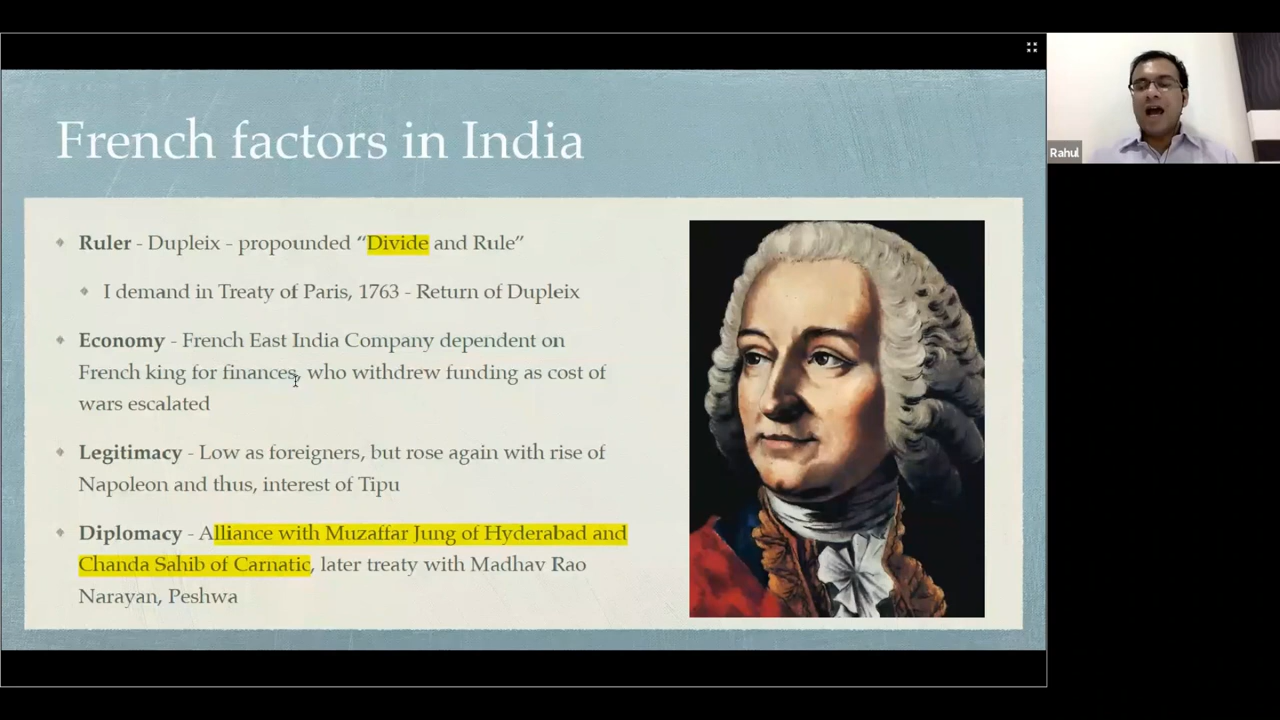 French factors in India
Ruler - Dupleix - propounded “Divide and Rule”
I demand in Treaty of Paris, 1763 - Return of Dupleix
Economy - French East India Company dependent on
French king for finances, who withdrew funding as cost of
wars escalated
Legitimacy - Low as foreigners, but rose again with rise of
Napoleon and thus, interest of Tipu
Diplomacy - Alliance with Muzaffar Jung of Hyderabad and
Chanda Sahib of Carnatic, later treaty with Madhav Rao
Narayan, Peshwa
Rahul